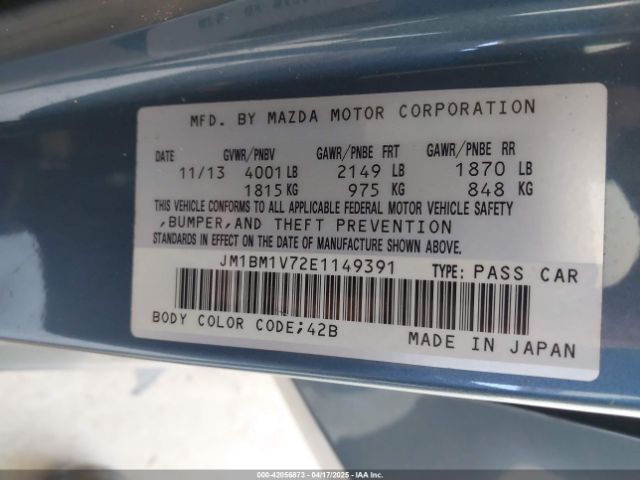 MFD. BY MAZDA MOTOR CORPORATION
DATE GVWR/PNBV GAWR/PNBE FRT GAWR/PNBE RR
11/13 4001 LB 2149 LB 1870 LB
1815 KG 975 KG 848 KG
THIS VEHICLE CONFORMS TO ALL APPLICABLE FEDERAL MOTOR VEHICLE SAFETY
,BUMPER,AND THEFT PREVENTION
STANDARDS IN EFFECT ON THE DATE OF MANUFACTURE SHOWN ABOVE.
JM1BM1V72E1149391 TYPE: PASS CAR
BODY COLOR CODE;42B MADE IN JAPAN
000-42056873 - 04/17/2025 - IAAI.COM